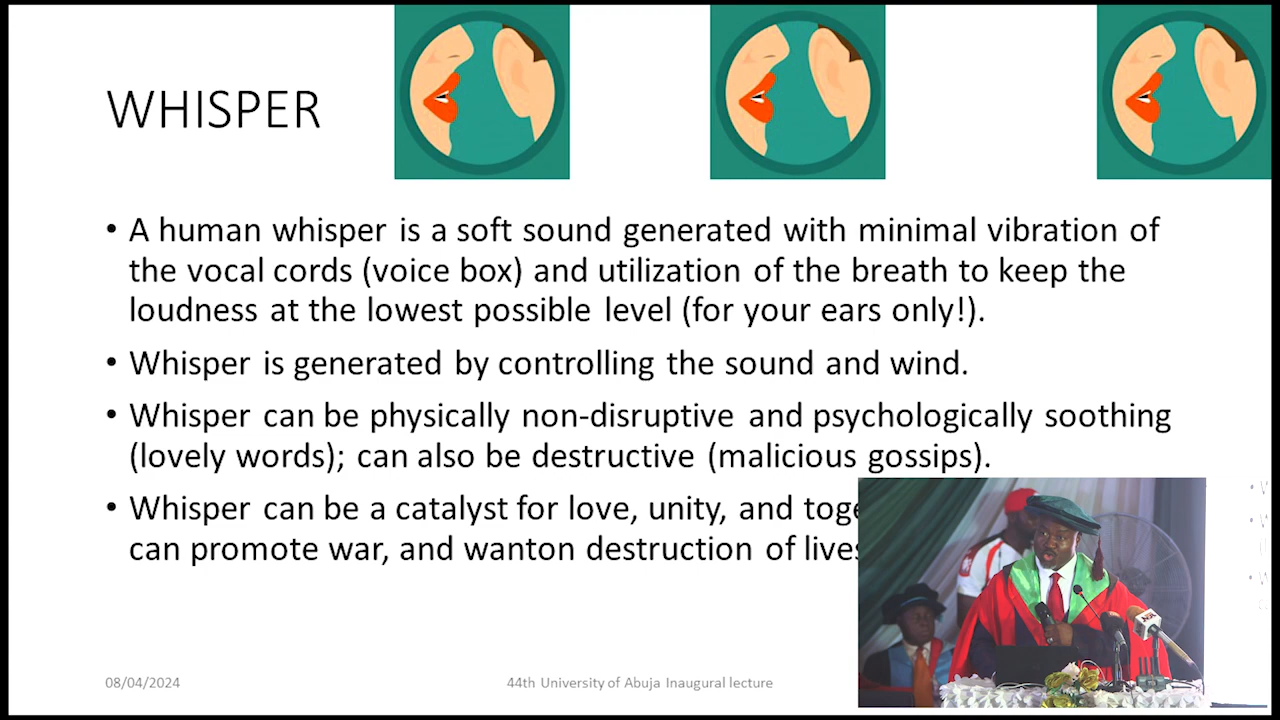 WHISPER
• A human whisper is a soft sound generated with minimal vibration of
the vocal cords (voice box) and utilization of the breath to keep the
loudness at the lowest possible level (for your ears only!).
• Whisper is generated by controlling the sound and wind.
• Whisper can be physically non-disruptive and psychologically soothing
(lovely words); can also be destructive (malicious gossips).
• Whisper can be a catalyst for love, unity, and toge
can promote war, and wanton destruction of lives
08/04/2024
44th University of Abuja Inaugural lecture